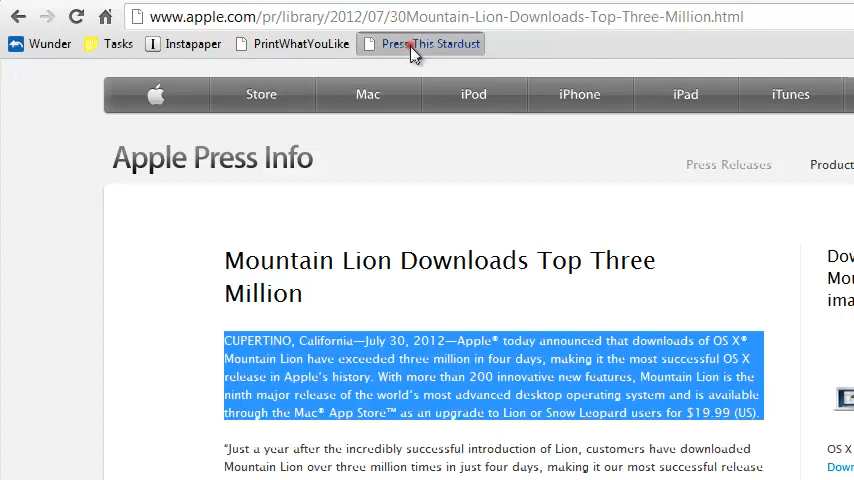 www.apple.com/pr/library/2012/07/30Mountain-Lion-Downloads-Top-Three-Million.html
Wunder Tasks Instapaper PrintWhatYouLike Press This Stardust
Store Mac iPod iPhone iPad iTunes
Apple Press Info
Press Releases Product
Mountain Lion Downloads Top Three
Million
CUPERTINO, California—July 30, 2012—Apple® today announced that downloads of OS X®
Mountain Lion have exceeded three million in four days, making it the most successful OS X
release in Apple's history. With more than 200 innovative new features, Mountain Lion is the
ninth major release of the world's most advanced desktop operating system and is available
through the Mac® App Store™ as an upgrade to Lion or Snow Leopard users for $19.99 (US).
“Just a year after the incredibly successful introduction of Lion, customers have downloaded
Mountain Lion over three million times in just four days, making it our most successful release
Dow
Mou
ima
OS X
Down